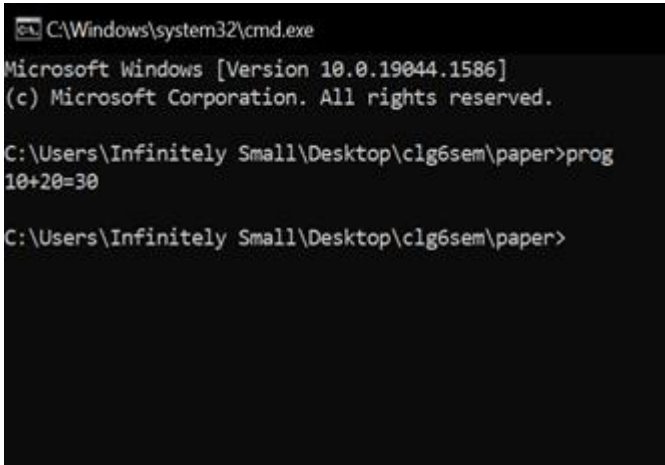 C:\Windows\system32\cmd.exe
Microsoft Windows [Version 10.0.19044.1586]
(c) Microsoft Corporation. All rights reserved.
C:\Users\Infinitely Small\Desktop\clg6sem\paper>prog
10+20=30
C:\Users\Infinitely Small\Desktop\clg6sem\paper>